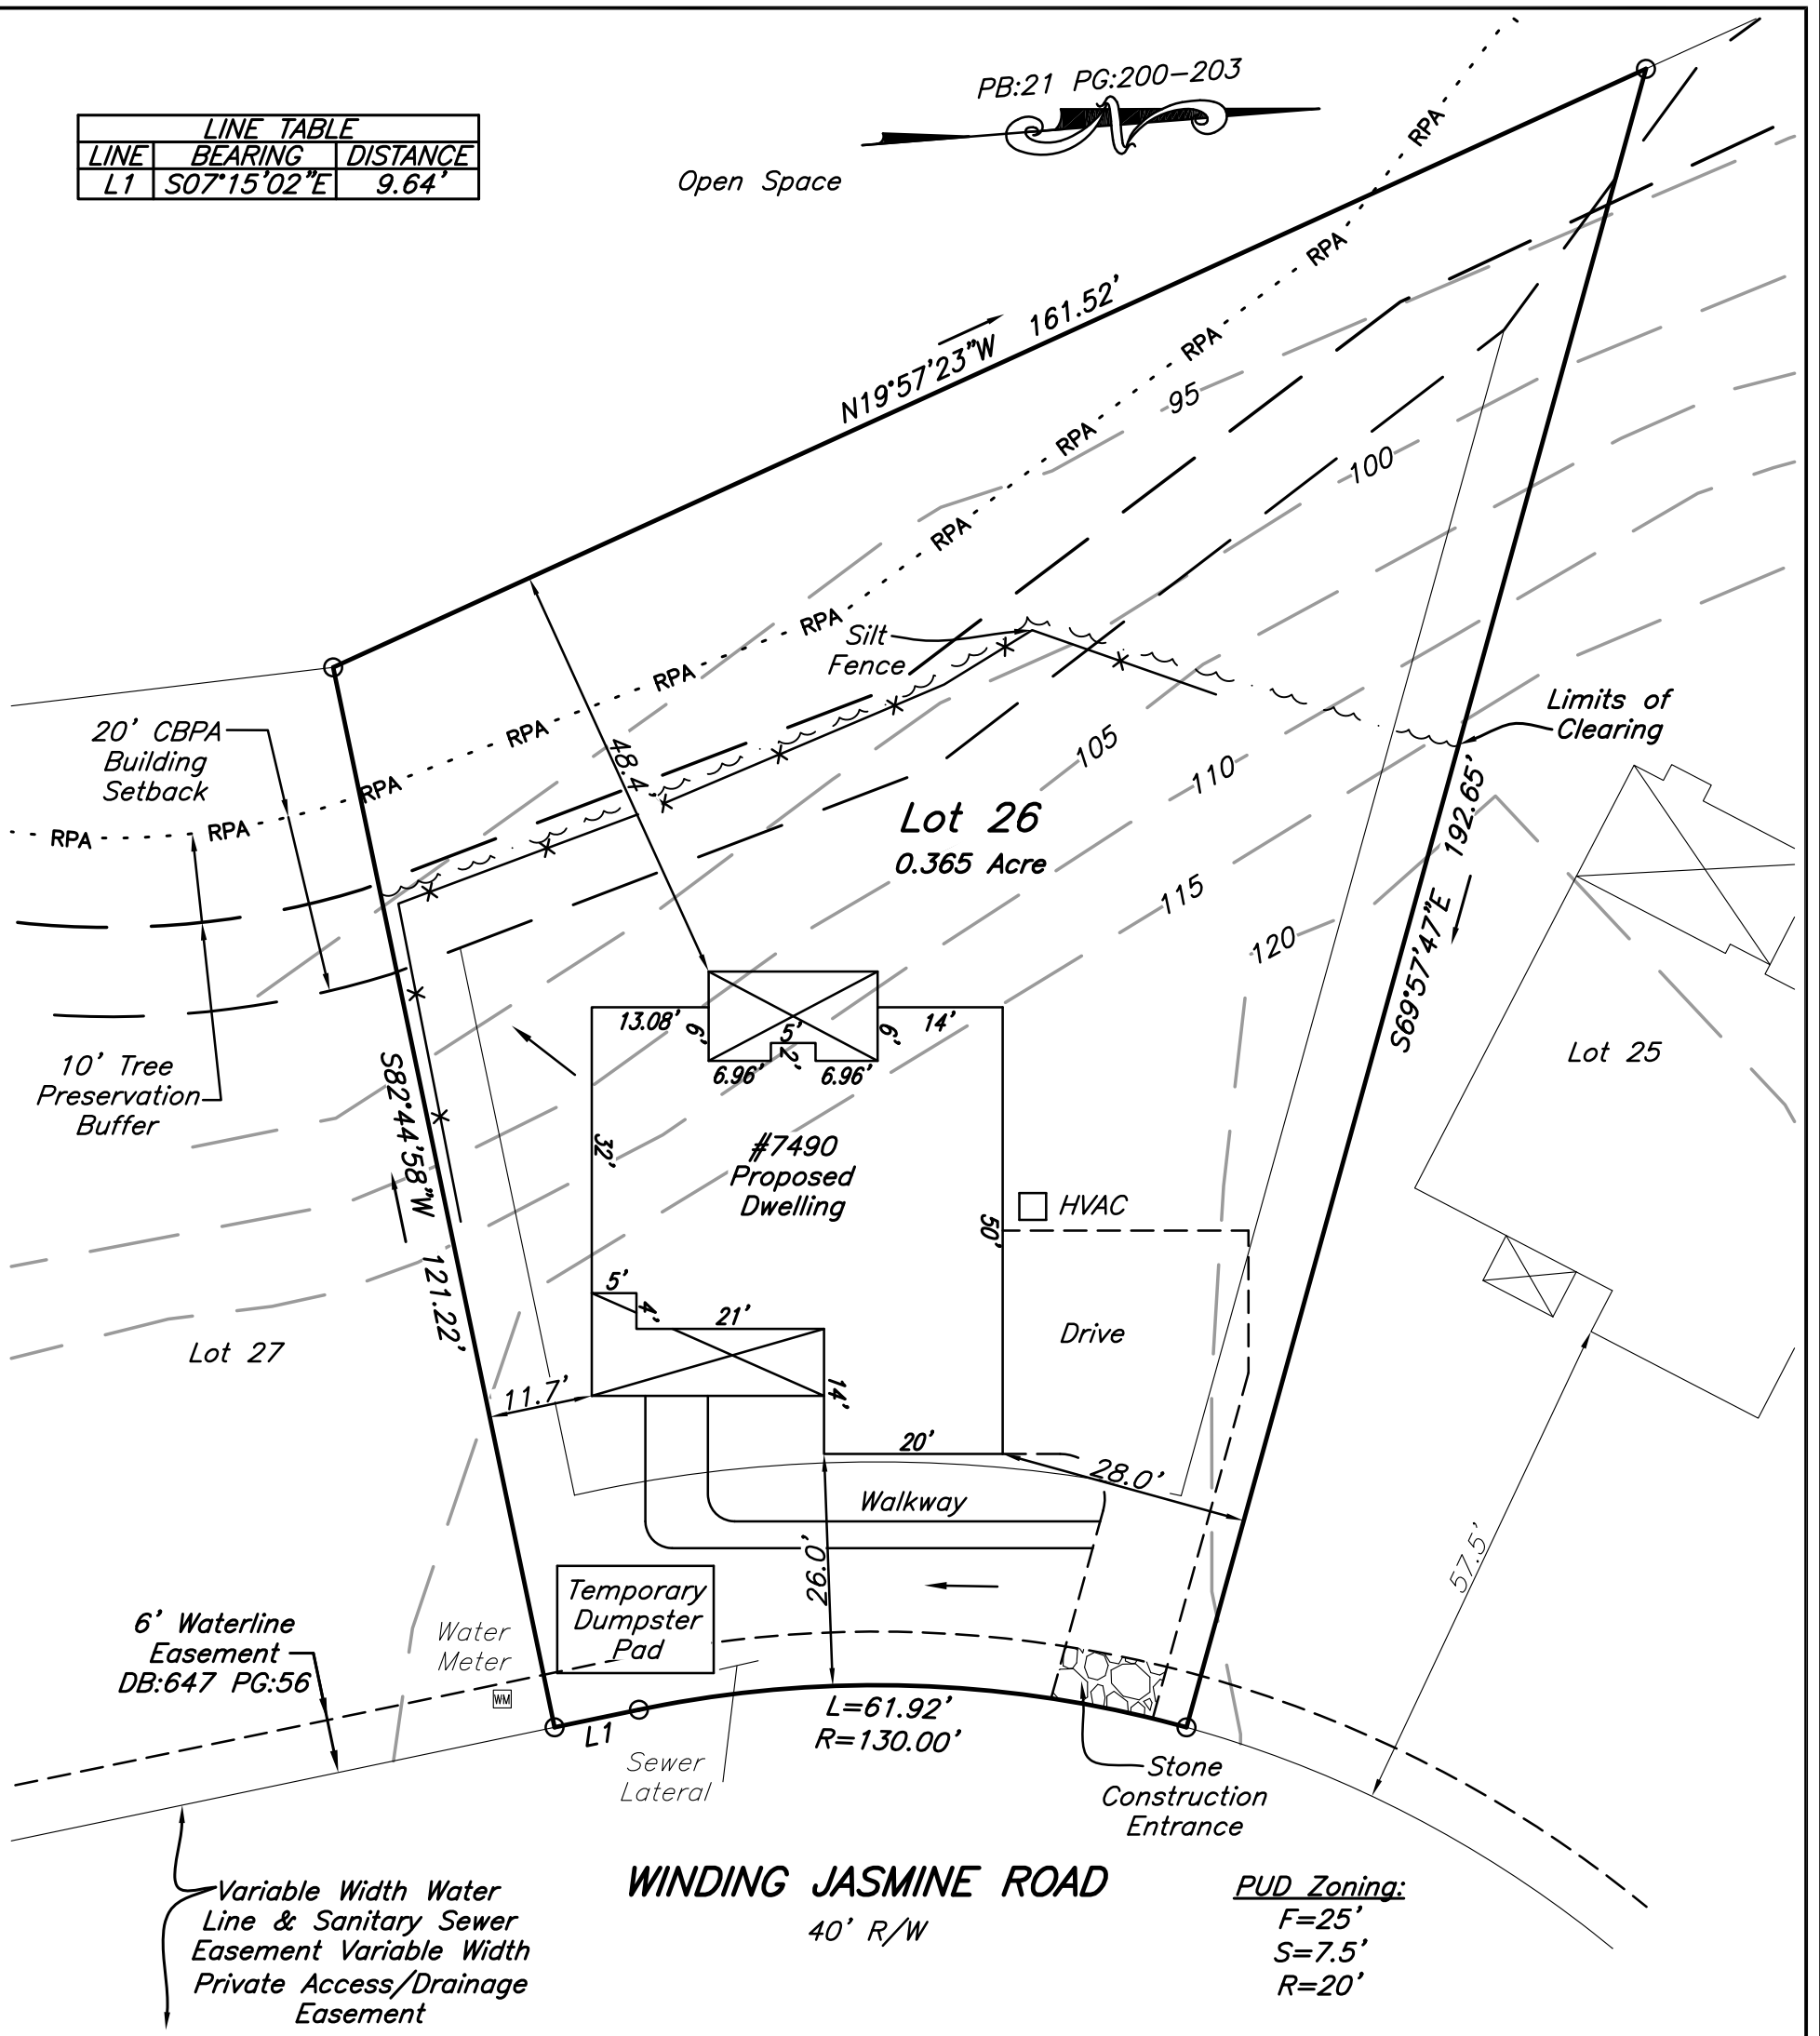 PB:21 PG:200-203
N
LINE TABLE
LINE BEARING DISTANCE
L1 S07°15'02"E 9.64'
Open Space
RPA
RPA
RPA
RPA
RPA
RPA
RPA
RPA
RPA
RPA
RPA
N19°57'23"W 161.52'
95
100
105
110
115
120
Silt
Fence
Limits of
Clearing
20' CBPA
Building
Setback
48.4'
Lot 26
0.365 Acre
S69°57'47"E 192.65'
Lot 25
10' Tree
Preservation
Buffer
S82°44'58"W 121.22'
13.08'
6'
5'
2'
6'
14'
6.96'
6.96'
32'
#7490
Proposed
Dwelling
50'
HVAC
5'
4'
21'
14'
20'
Drive
Lot 27
11.7'
28.0'
Walkway
26.0'
57.5'
Temporary
Dumpster
Pad
6' Waterline
Easement
DB:647 PG:56
Water
Meter
WM
L1
L=61.92'
R=130.00'
Sewer
Lateral
Stone
Construction
Entrance
WINDING JASMINE ROAD
40' R/W
Variable Width Water
Line & Sanitary Sewer
Easement Variable Width
Private Access/Drainage
Easement
PUD Zoning:
F=25'
S=7.5'
R=20'